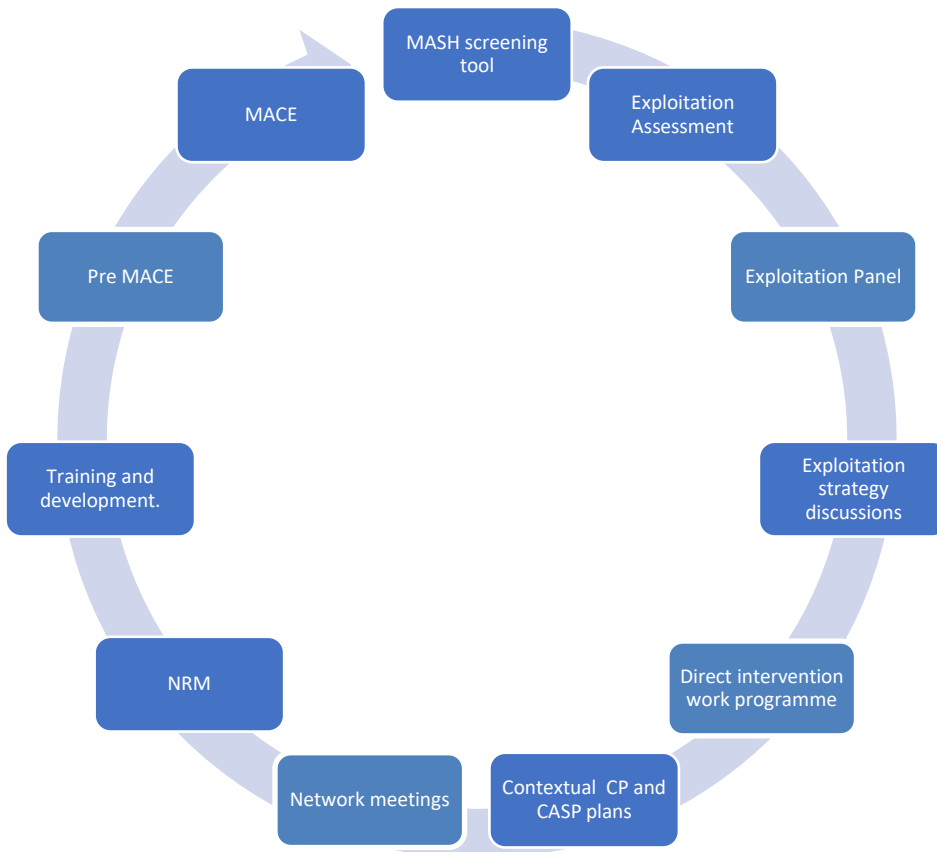 MASH screening
tool
Exploitation
Assessment
Exploitation Panel
Exploitation
strategy
discussions
Direct intervention
work programme
Contextual  CP and
CASP plans
Network meetings
NRM
Training and
development.
Pre MACE
MACE